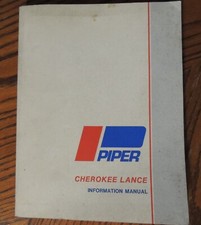 PIPER
CHEROKEE LANCE
INFORMATION MANUAL